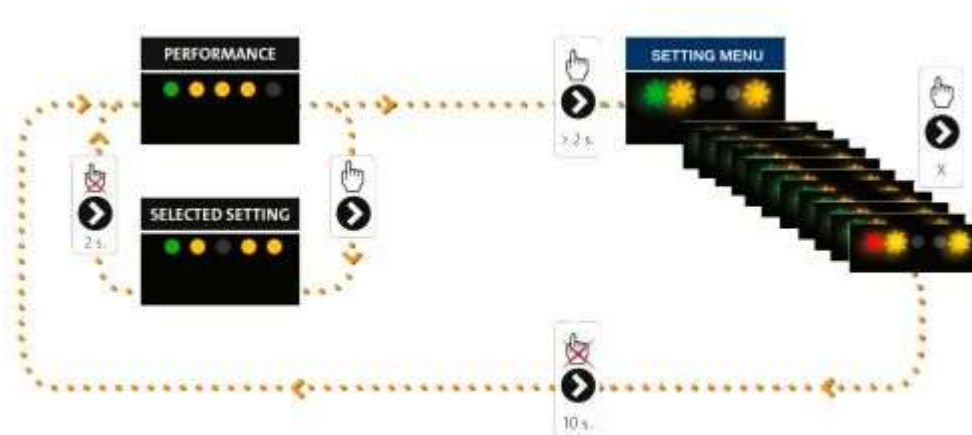 PERFORMANCE
SETTING MENU
> 2 s.
X
SELECTED SETTING
2 s.
10 s.